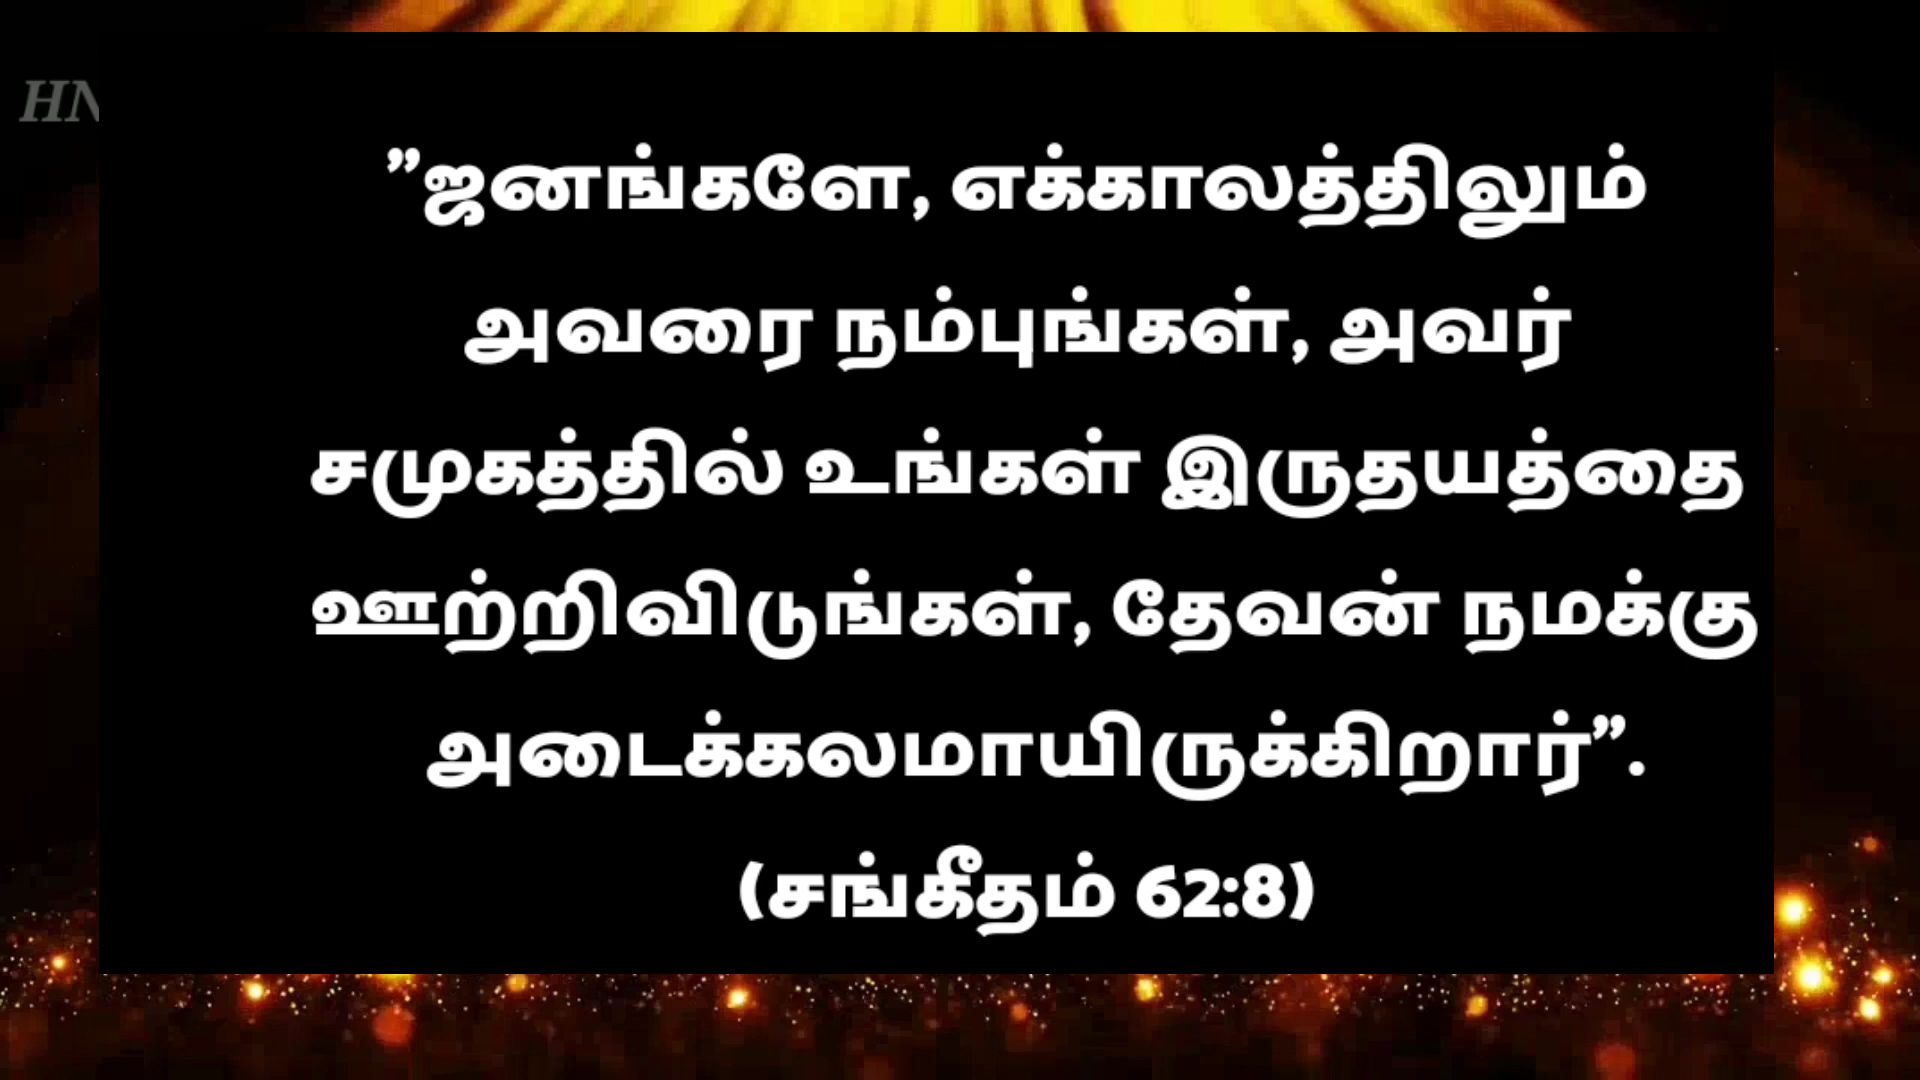 HN
”ஜனங்களே, எக்காலத்திலும்
அவரை நம்புங்கள், அவர்
சமுகத்தில் உங்கள் இருதயத்தை
ஊற்றிவிடுங்கள், தேவன் நமக்கு
அடைக்கலமாயிருக்கிறார்”.
(சங்கீதம் 62:8)